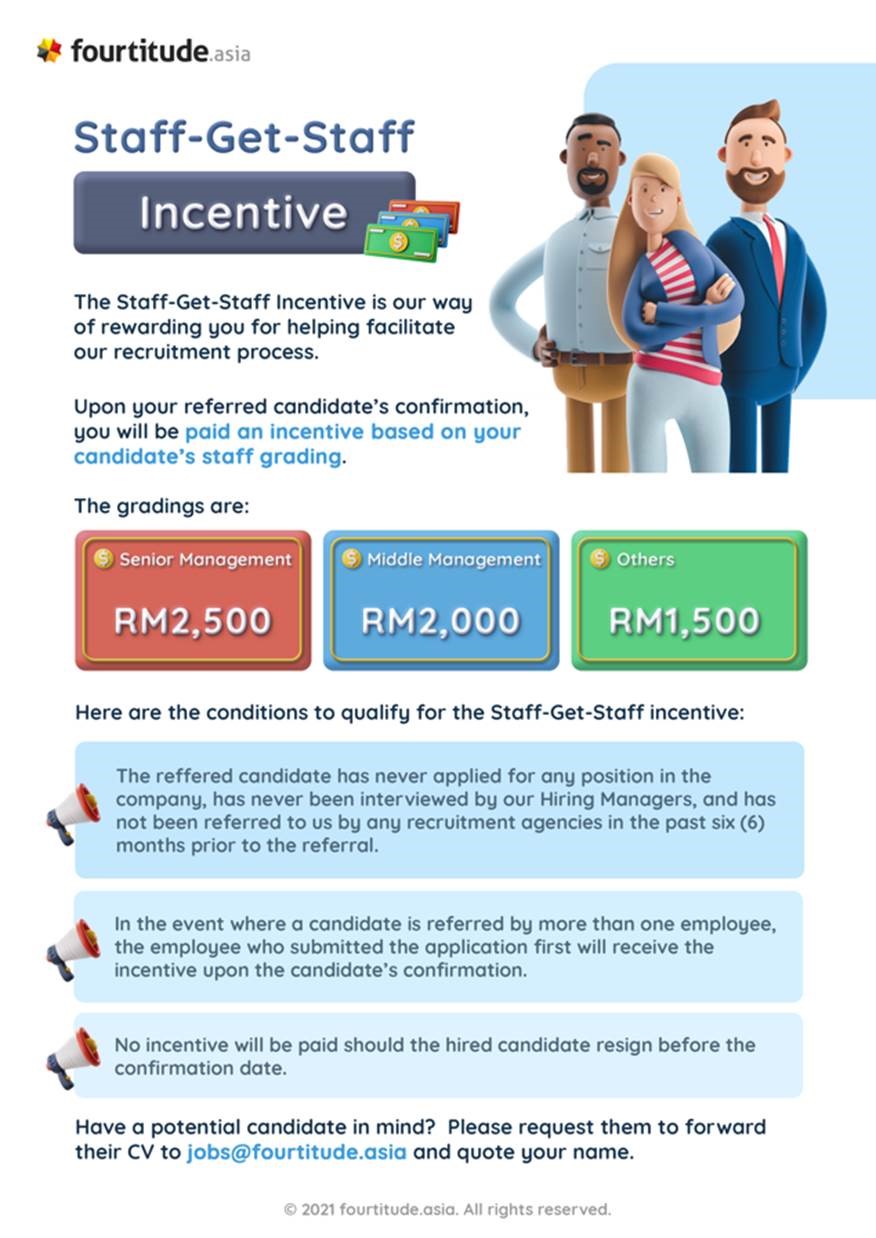 fourtitude.asia
Staff-Get-Staff
Incentive
The Staff-Get-Staff Incentive is our way
of rewarding you for helping facilitate
our recruitment process.
Upon your referred candidate's confirmation,
you will be paid an incentive based on your
candidate's staff grading.
The gradings are:
$ Senior Management
RM2,500
$ Middle Management
RM2,000
$ Others
RM1,500
Here are the conditions to qualify for the Staff-Get-Staff incentive:
The reffered candidate has never applied for any position in the
company, has never been interviewed by our Hiring Managers, and has
not been referred to us by any recruitment agencies in the past six (6)
months prior to the referral.
In the event where a candidate is referred by more than one employee,
the employee who submitted the application first will receive the
incentive upon the candidate's confirmation.
No incentive will be paid should the hired candidate resign before the
confirmation date.
Have a potential candidate in mind? Please request them to forward
their CV to jobs@fourtitude.asia and quote your name.
© 2021 fourtitude.asia. All rights reserved.